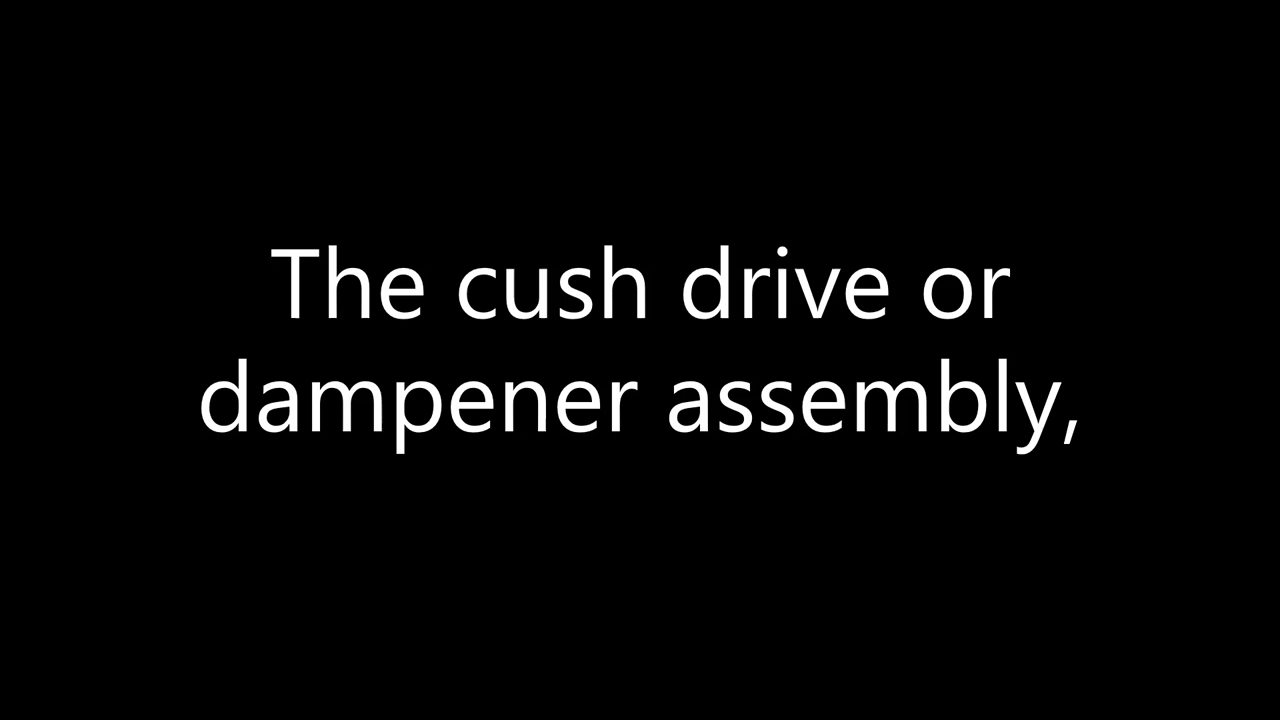 The cush drive or
dampener assembly,